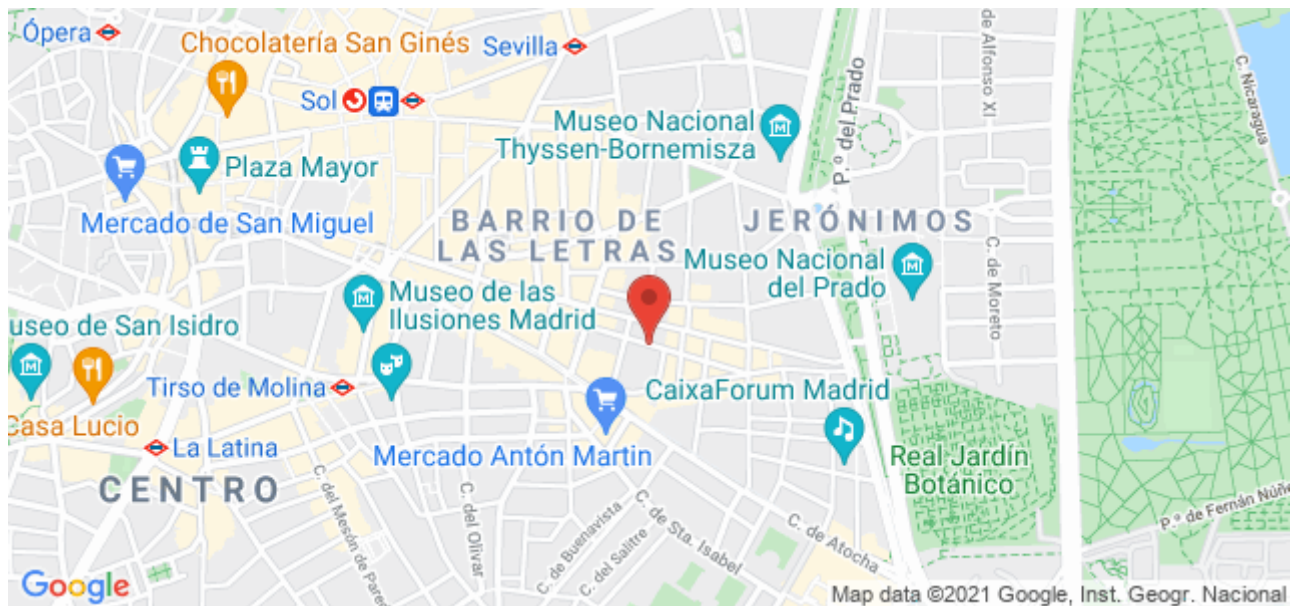 Ópera
Chocolatería San Ginés
Sevilla
Sol
Plaza Mayor
Mercado de San Miguel
Museo Nacional
Thyssen-Bornemisza
P.º del Prado
C. de Alfonso XI
C. Nicaragua
BARRIO DE
LAS LETRAS
JERÓNIMOS
Museo Nacional
del Prado
C. de Moreto
Museo de las
Ilusiones Madrid
useo de San Isidro
Tirso de Molina
Casa Lucio
La Latina
CENTRO
Mercado Antón Martin
CaixaForum Madrid
Real Jardín
Botánico
C. del Mesón de Pare
C. del Olivar
C. de Buenavista
C. del Salitre
C. de Sta. Isabel
C. de Atocha
P.º de Fernán Núñe
Google
Map data ©2021 Google, Inst. Geogr. Nacional